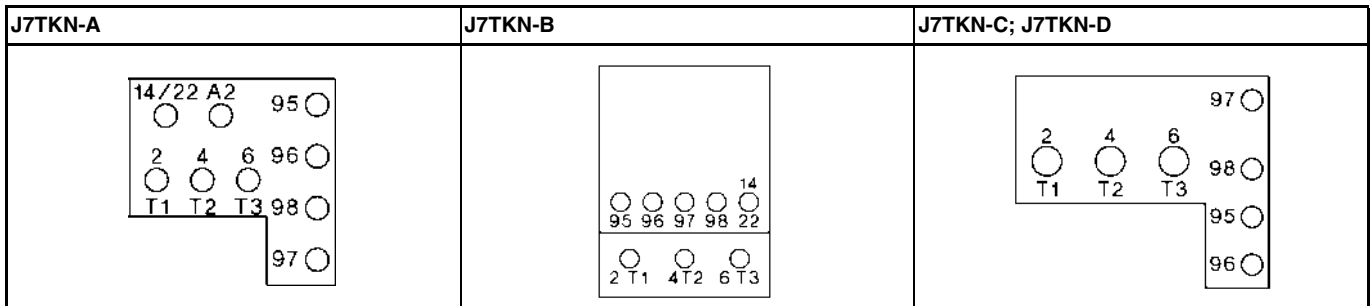 J7TKN-A
J7TKN-B
J7TKN-C; J7TKN-D
14/22 A2
95
2 4 6 96
T1 T2 T3 98
97
14
95 96 97 98 22
2 T1 4T2 6 T3
97
2 4 6
98
T1 T2 T3
95
96